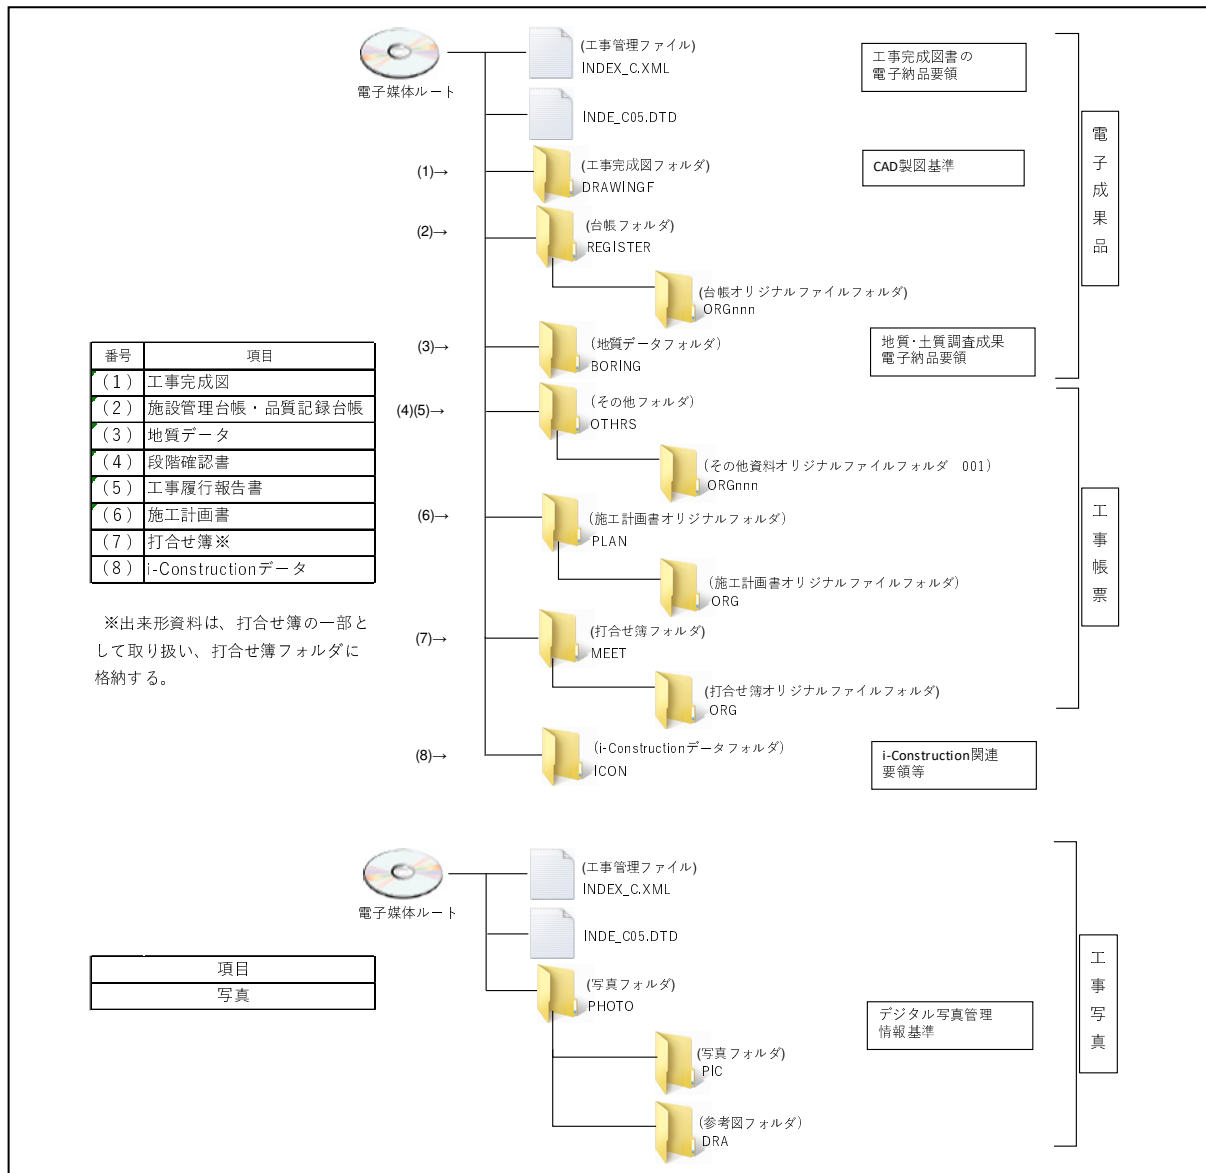 (工事管理ファイル)
INDEX_C.XML
電子媒体ルート
工事完成図書の
電子納品要領
INDE_C05.DTD
電子成果品
(1)→
(工事完成図フォルダ)
DRAWINGF
CAD製図基準
(2)→
(台帳フォルダ)
REGISTER
(台帳オリジナルファイルフォルダ)
ORGnnn
(3)→
(地質データフォルダ)
BORING
地質・土質調査成果
電子納品要領
番号 項目
(1) 工事完成図
(2) 施設管理台帳・品質記録台帳
(3) 地質データ
(4) 段階確認書
(5) 工事履行報告書
(6) 施工計画書
(7) 打合せ簿※
(8) i-Constructionデータ
※出来形資料は、打合せ簿の一部と
して取り扱い、打合せ簿フォルダに
格納する。
(4)(5)→
(その他フォルダ)
OTHRS
(その他資料オリジナルファイルフォルダ 001)
ORGnnn
(6)→
(施工計画書オリジナルフォルダ)
PLAN
(施工計画書オリジナルファイルフォルダ)
ORG
工事帳票
(7)→
(打合せ簿フォルダ)
MEET
(打合せ簿オリジナルファイルフォルダ)
ORG
(8)→
(i-Constructionデータフォルダ)
ICON
i-Construction関連
要領等
(工事管理ファイル)
INDEX_C.XML
電子媒体ルート
INDE_C05.DTD
項目
写真
(写真フォルダ)
PHOTO
デジタル写真管理
情報基準
工事写真
(写真フォルダ)
PIC
(参考図フォルダ)
DRA